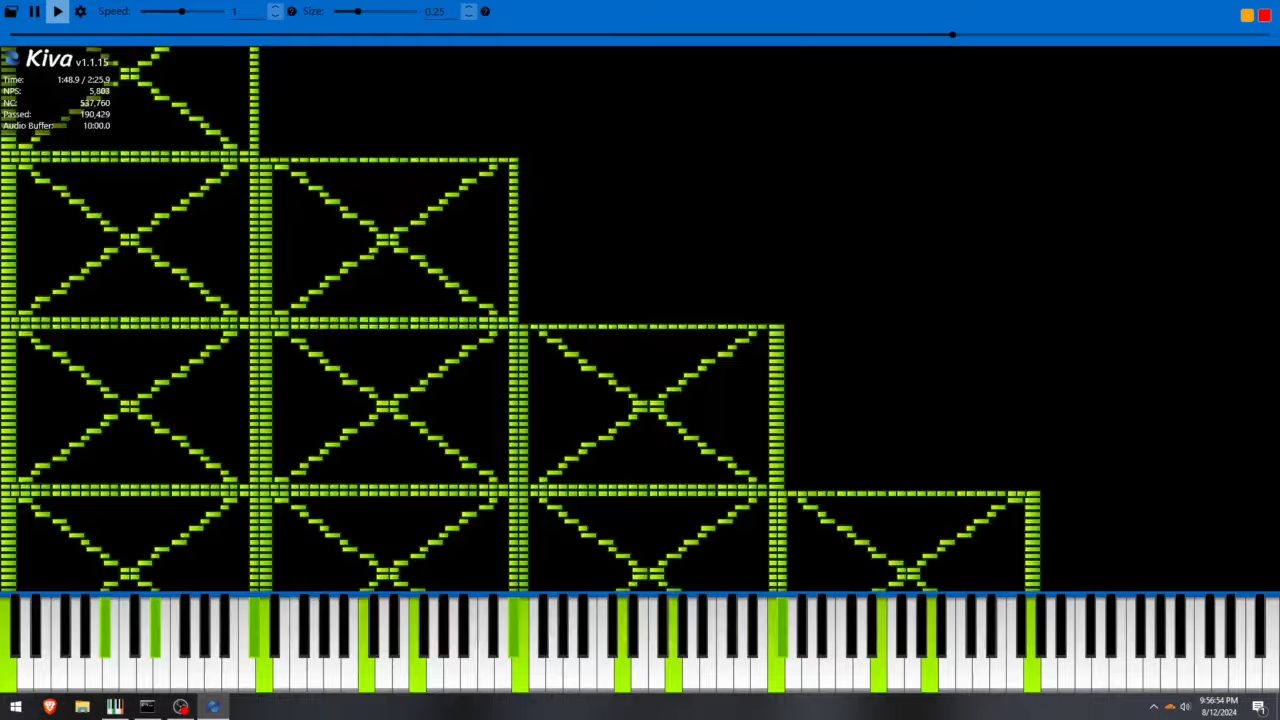 Speed: 1 Size: 0.25
Kiva v1.1.15
Time: 1:48.9 / 2:25.9
NPS: 5,803
NC: 537,760
Passed: 190,429
Audio Buffer: 10:00.0
9:56:54 PM
8/12/2024